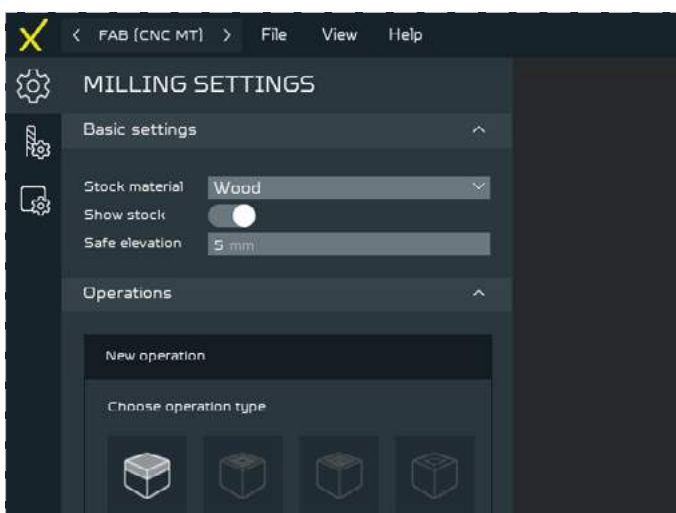 FAB (CNC MT) File View Help
MILLING SETTINGS
Basic settings
Stock material Wood
Show stock
Safe elevation 5 mm
Operations
New operation
Choose operation type